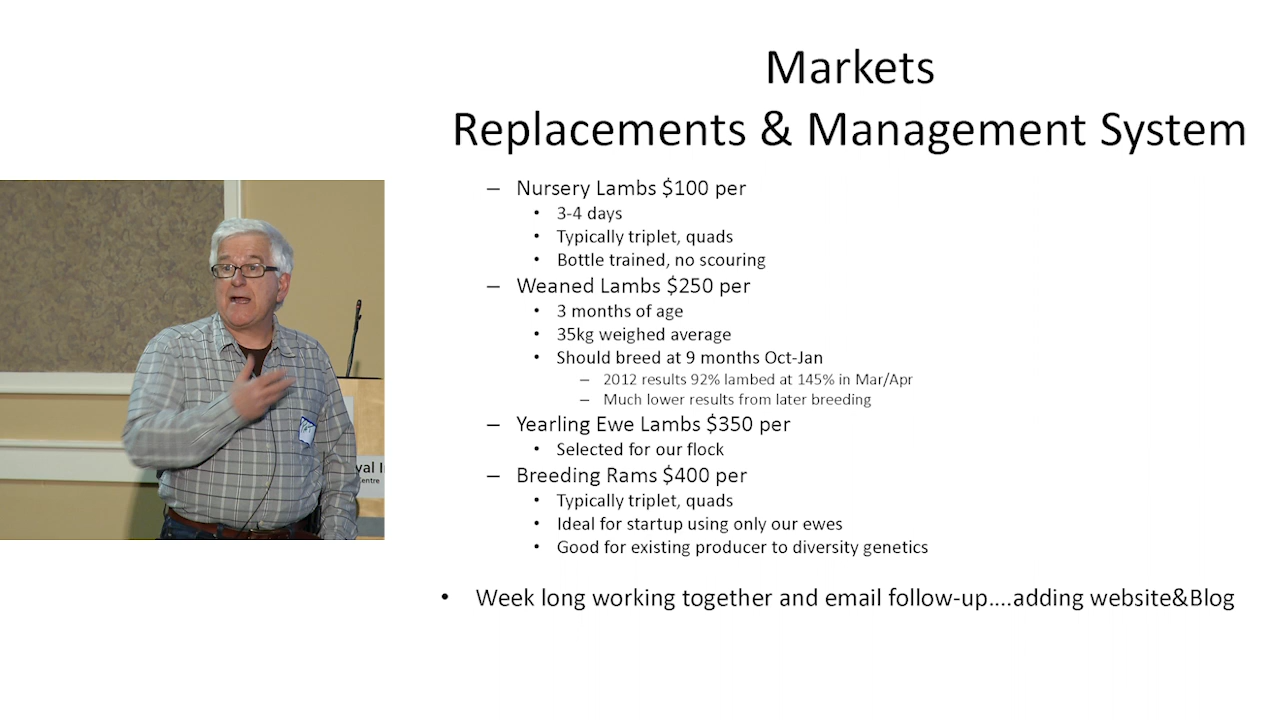 Markets
Replacements & Management System
– Nursery Lambs $100 per
• 3-4 days
• Typically triplet, quads
• Bottle trained, no scouring
– Weaned Lambs $250 per
• 3 months of age
• 35kg weighed average
• Should breed at 9 months Oct-Jan
– 2012 results 92% lambed at 145% in Mar/Apr
– Much lower results from later breeding
– Yearling Ewe Lambs $350 per
• Selected for our flock
– Breeding Rams $400 per
• Typically triplet, quads
• Ideal for startup using only our ewes
• Good for existing producer to diversity genetics
• Week long working together and email follow-up....adding website&Blog